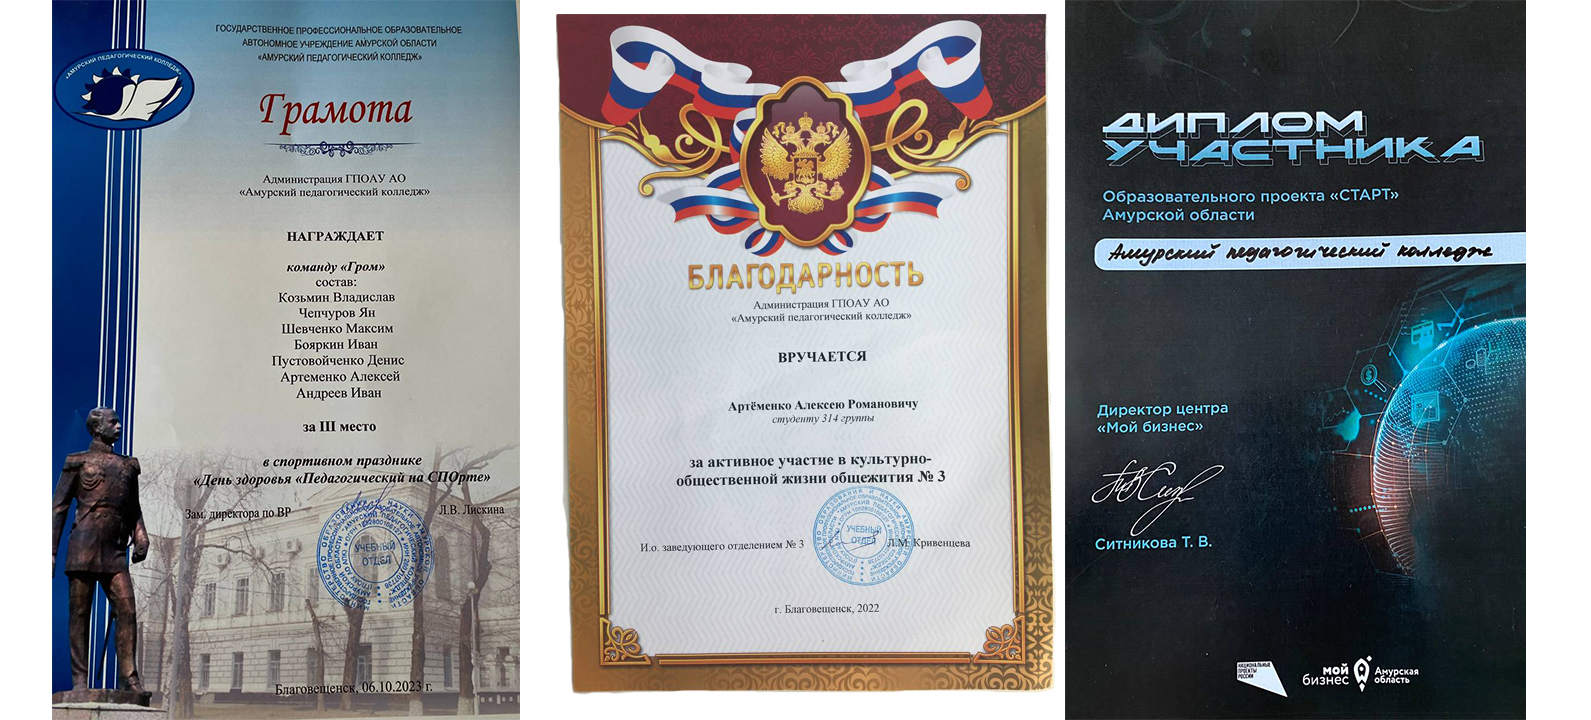 ГОСУДАРСТВЕННОЕ ПРОФЕССИОНАЛЬНОЕ ОБРАЗОВАТЕЛЬНОЕ
АВТОНОМНОЕ УЧРЕЖДЕНИЕ АМУРСКОЙ ОБЛАСТИ
«АМУРСКИЙ ПЕДАГОГИЧЕСКИЙ КОЛЛЕДЖ»
«АМУРСКИЙ ПЕДАГОГИЧЕСКИЙ КОЛЛЕДЖ»
Грамота
Администрация ГПОАУ АО
«Амурский педагогический колледж»
НАГРАЖДАЕТ
команду «Гром»
состав:
Козьмин Владислав
Чепчуров Ян
Шевченко Максим
Бояркин Иван
Пустовойченко Денис
Артеменко Алексей
Андреев Иван
за III место
в спортивном празднике
«День здоровья «Педагогический на СПОрте»
Зам. директора по ВР Л.В. Лискина
УЧЕБНЫЙ
ОТДЕЛ
Благовещенск, 06.10.2023 г.
БЛАГОДАРНОСТЬ
Администрация ГПОАУ АО
«Амурский педагогический колледж»
ВРУЧАЕТСЯ
Артёменко Алексею Романовичу
студенту 314 группы
за активное участие в культурно-
общественной жизни общежития № 3
УЧЕБНЫЙ
ОТДЕЛ
И.о. заведующего отделением № 3 Л.М. Кривенцева
г. Благовещенск, 2022
ДИПЛОМ
УЧАСТНИКА
Образовательного проекта «СТАРТ»
Амурской области
Амурский педагогический колледж
Директор центра
«Мой бизнес»
Ситникова Т. В.
НАЦИОНАЛЬНЫЕ
ПРОЕКТЫ
РОССИИ
мой
бизнес
Амурская
область